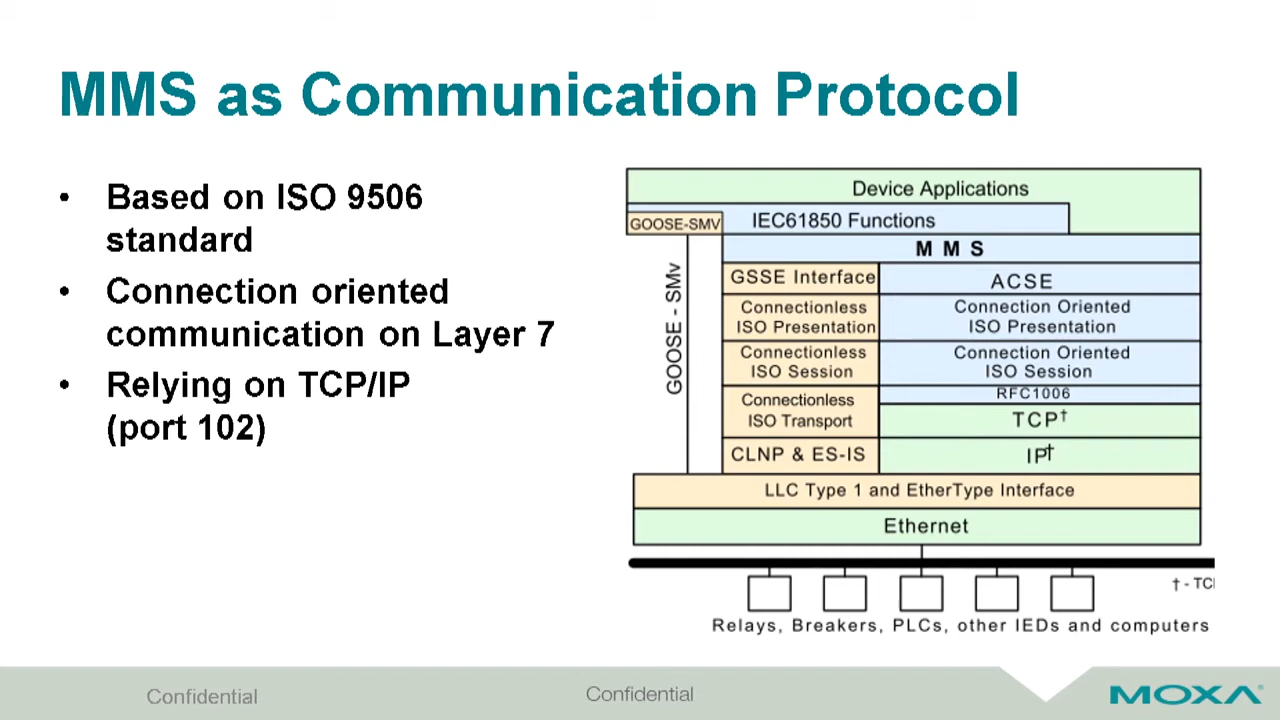 MMS as Communication Protocol
• Based on ISO 9506
standard
• Connection oriented
communication on Layer 7
• Relying on TCP/IP
(port 102)
Device Applications
GOOSE-SMV
IEC61850 Functions
MMS
GOOSE - SMv
GSSE Interface
ACSE
Connectionless
ISO Presentation
Connection Oriented
ISO Presentation
Connectionless
ISO Session
Connection Oriented
ISO Session
RFC1006
Connectionless
ISO Transport
TCP†
CLNP & ES-IS
IP†
LLC Type 1 and EtherType Interface
Ethernet
† - TCI
Relays, Breakers, PLCs, other IEDs and computers
Confidential
Confidential
MOXA®